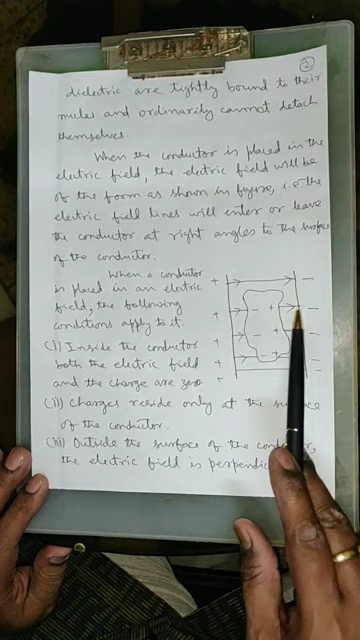 (2)
dielectric are tightly bound to their
nuclei and ordinarily cannot detach
themselves.
When the conductor is placed in the
electric field, the electric field will be
of the form as shown in figure, i.e. the
electric field lines will enter or leave
the conductor at right angles to the surface
of the conductor.
When a conductor
is placed in an electric
field, the following
conditions apply to it.
(i) Inside the conductor
both the electric field
and the charge are zero
(ii) Charges reside only at the surface
of the conductor.
(iii) Outside the surface of the conductor,
the electric field is